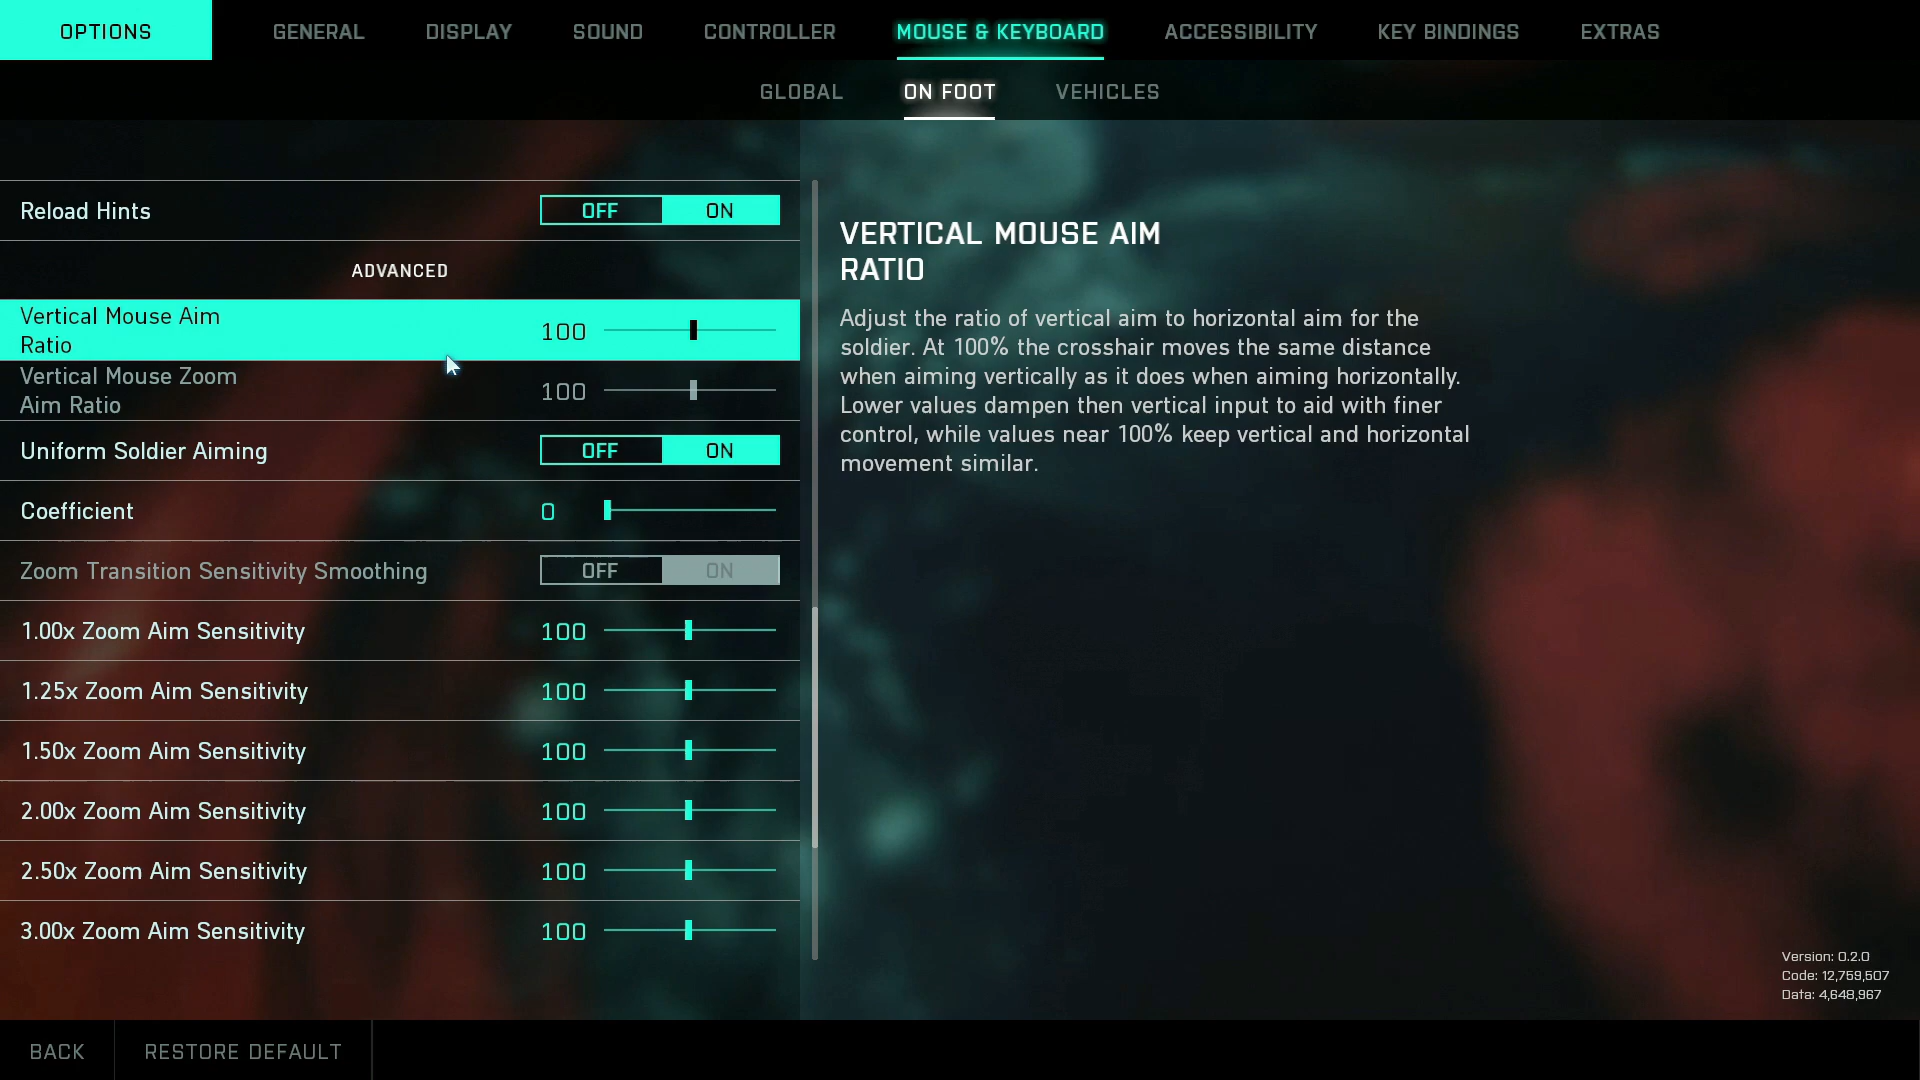 OPTIONS GENERAL DISPLAY SOUND CONTROLLER MOUSE & KEYBOARD ACCESSIBILITY KEY BINDINGS EXTRAS
GLOBAL ON FOOT VEHICLES
Reload Hints OFF ON
ADVANCED
Vertical Mouse Aim
Ratio 100
Vertical Mouse Zoom
Aim Ratio 100
Uniform Soldier Aiming OFF ON
Coefficient 0
Zoom Transition Sensitivity Smoothing OFF ON
1.00x Zoom Aim Sensitivity 100
1.25x Zoom Aim Sensitivity 100
1.50x Zoom Aim Sensitivity 100
2.00x Zoom Aim Sensitivity 100
2.50x Zoom Aim Sensitivity 100
3.00x Zoom Aim Sensitivity 100
VERTICAL MOUSE AIM
RATIO
Adjust the ratio of vertical aim to horizontal aim for the
soldier. At 100% the crosshair moves the same distance
when aiming vertically as it does when aiming horizontally.
Lower values dampen then vertical input to aid with finer
control, while values near 100% keep vertical and horizontal
movement similar.
Version: 0.2.0
Code: 12,759,507
Data: 4,648,967
BACK RESTORE DEFAULT